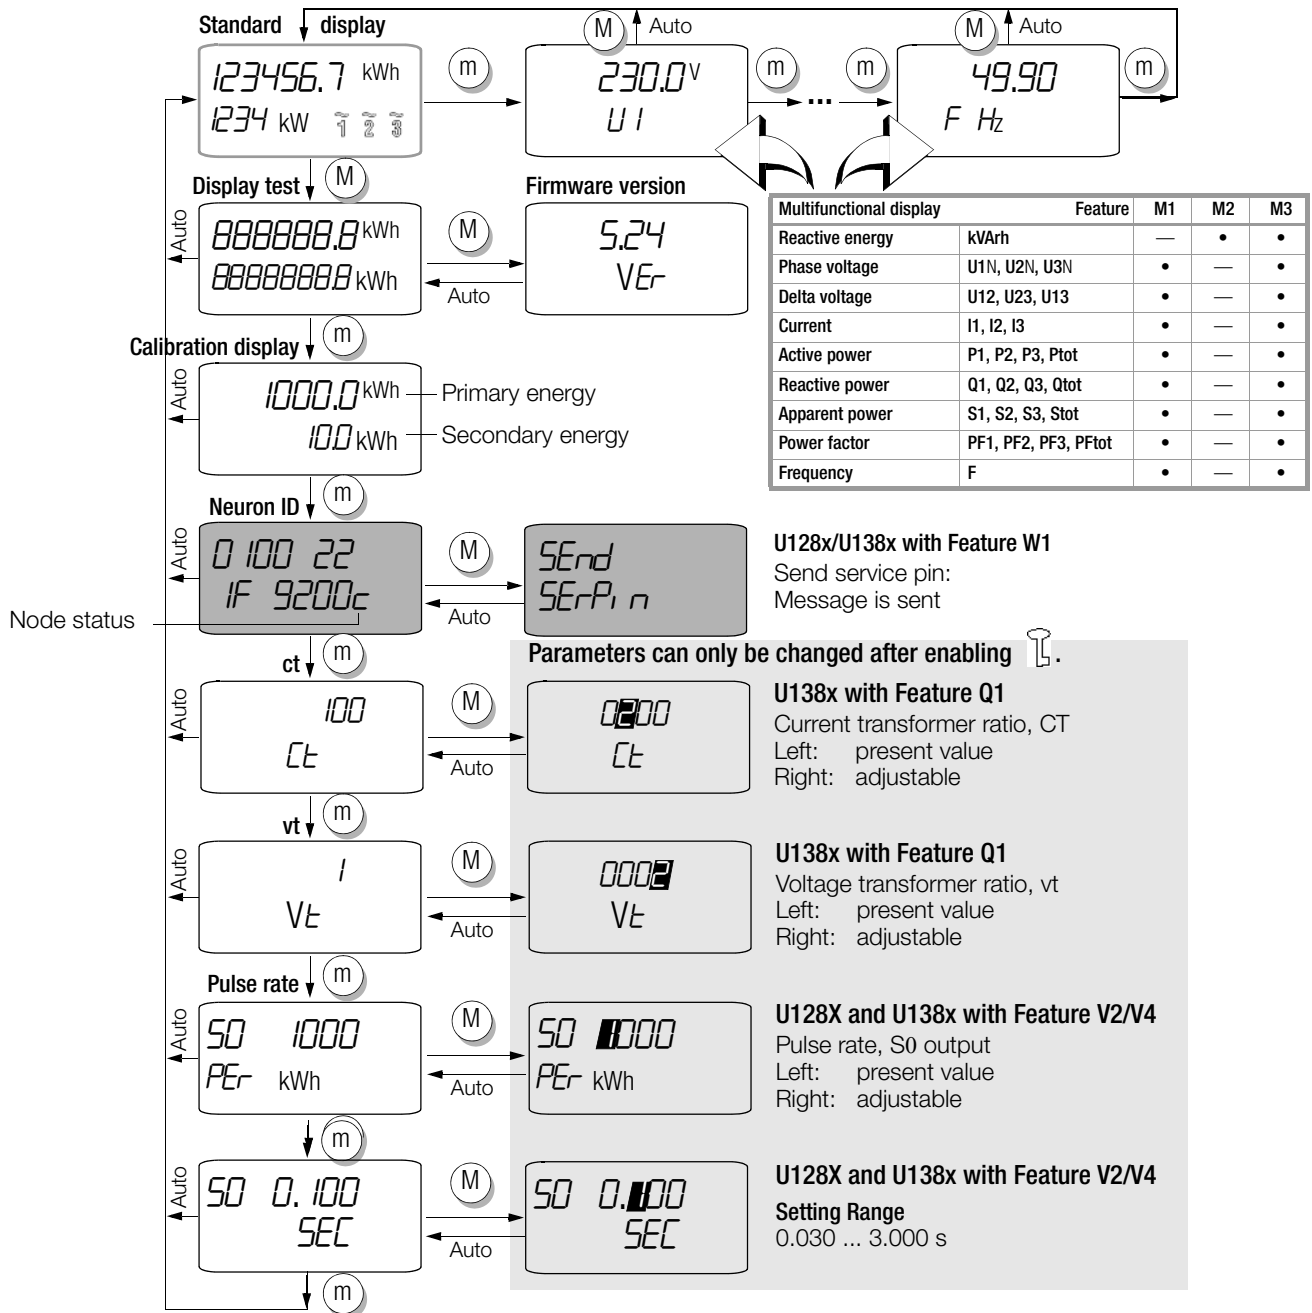 Standard display
M Auto
M Auto
123456.7 kWh
1234 kW 1 2 3
m
230.0 V
U1
m ... m
49.90
F Hz
m
M
Display test
Firmware version
Auto
888888.8 kWh
8888888.8 kWh
M
Auto
5.24
VEr
m
Calibration display
Auto
1000.0 kWh
10.0 kWh
Primary energy
Secondary energy
Multifunctional display Feature M1 M2 M3
Reactive energy kVArh — • •
Phase voltage U1N, U2N, U3N • — •
Delta voltage U12, U23, U13 • — •
Current I1, I2, I3 • — •
Active power P1, P2, P3, Ptot • — •
Reactive power Q1, Q2, Q3, Qtot • — •
Apparent power S1, S2, S3, Stot • — •
Power factor PF1, PF2, PF3, PFtot • — •
Frequency F • — •
m
Neuron ID
Auto
0 100 22
1F 9200c
M
Auto
SEnd
SErPi n
U128x/U138x with Feature W1
Send service pin:
Message is sent
Node status
m
ct
Parameters can only be changed after enabling .
Auto
100
Ct
M
Auto
0200
Ct
U138x with Feature Q1
Current transformer ratio, CT
Left: present value
Right: adjustable
m
vt
Auto
1
Vt
M
Auto
0002
Vt
U138x with Feature Q1
Voltage transformer ratio, vt
Left: present value
Right: adjustable
m
Pulse rate
Auto
S0 1000
PEr kWh
M
Auto
S0 1000
PEr kWh
U128X and U138x with Feature V2/V4
Pulse rate, S0 output
Left: present value
Right: adjustable
m
Auto
S0 0.100
SEC
M
Auto
S0 0.100
SEC
U128X and U138x with Feature V2/V4
Setting Range
0.030 ... 3.000 s
m